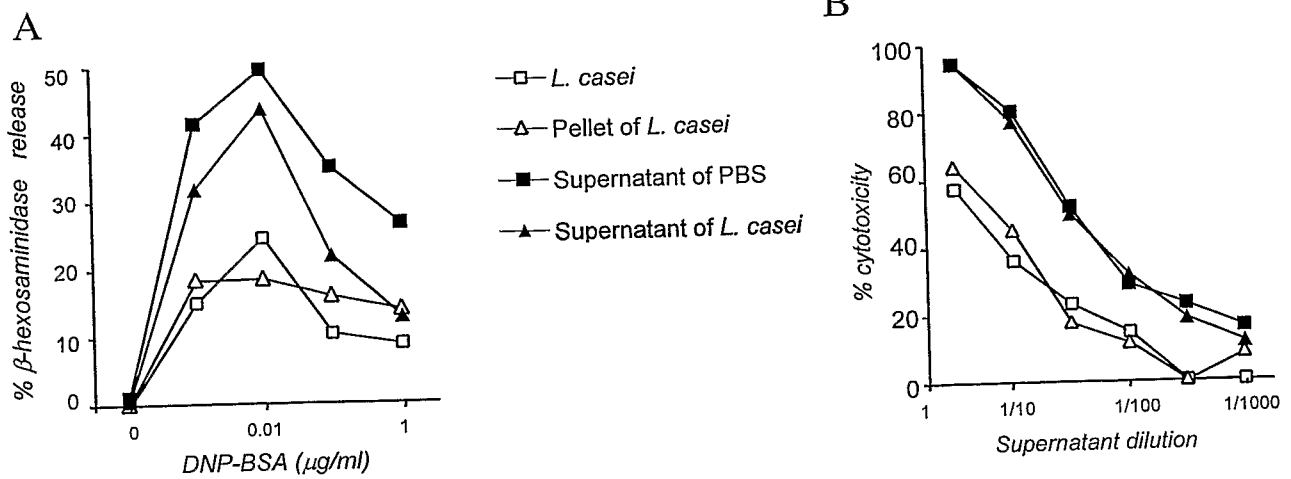 A
% β-hexosaminidase release
50
40
30
20
10
0
0
0.01
1
DNP-BSA (μg/ml)
L. casei
Pellet of L. casei
Supernatant of PBS
Supernatant of L. casei
B
% cytotoxicity
100
80
60
40
20
0
1
1/10
1/100
1/1000
Supernatant dilution